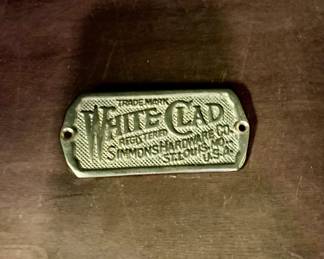 TRADE MARK
WHITE CLAD
REGISTERED
SIMMONS HARDWARE CO.
ST. LOUIS, MO.,
U.S.A.